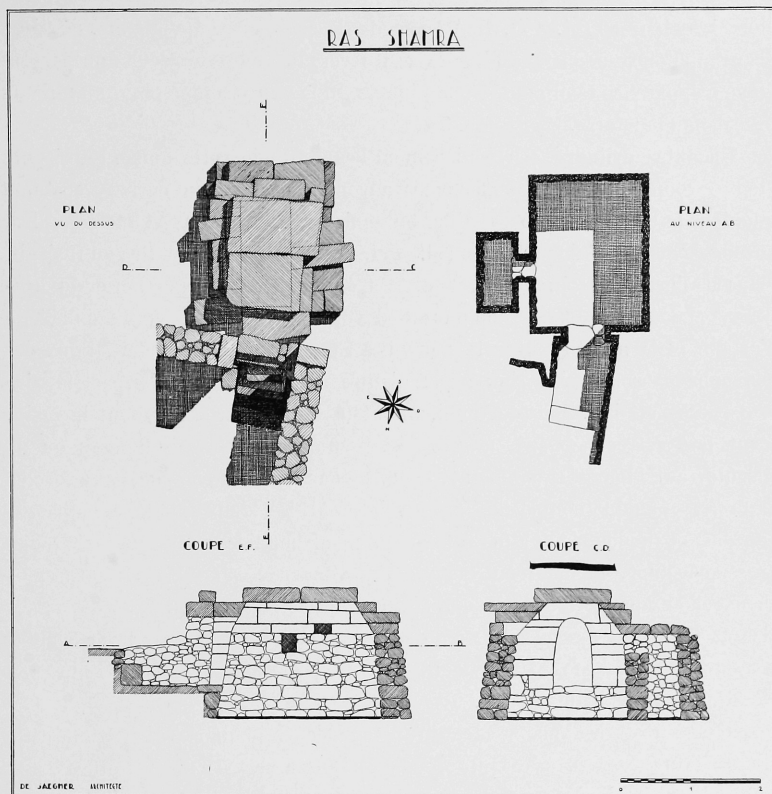 RAS SHAMRA
PLAN
VU DU DESSUS
PLAN
AU NIVEAU A.B
E
D
C
S
E
O
N
COUPE E.F.
COUPE C.D.
A
B
DE JAEGHER ARCHITECTE
0 1 2